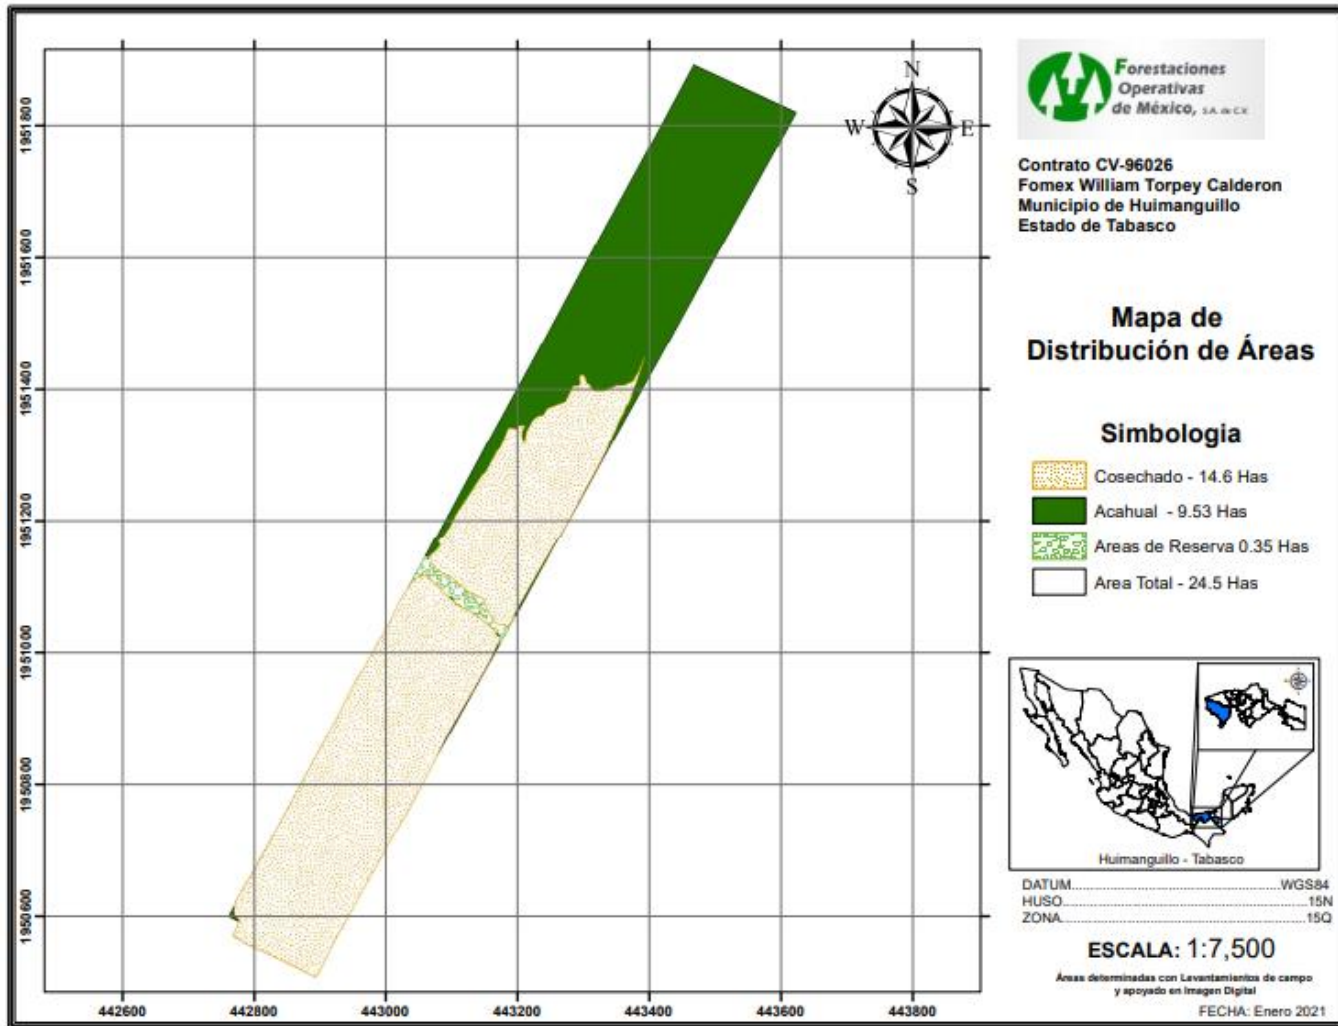 1951800
1951600
1951400
1951200
1951000
1950800
1950600
442600
442800
443000
443200
443400
443600
443800
N
W
E
S
Forestaciones
Operativas
de México, S.A. de C.V.
Contrato CV-96026
Fomex William Torpey Calderon
Municipio de Huimanguillo
Estado de Tabasco
Mapa de
Distribución de Áreas
Simbologia
Cosechado - 14.6 Has
Acahual - 9.53 Has
Areas de Reserva 0.35 Has
Area Total - 24.5 Has
Huimanguillo - Tabasco
DATUM WGS84
HUSO 15N
ZONA 15Q
ESCALA: 1:7,500
Áreas determinadas con Levantamientos de campo
y apoyado en Imagen Digital
FECHA: Enero 2021